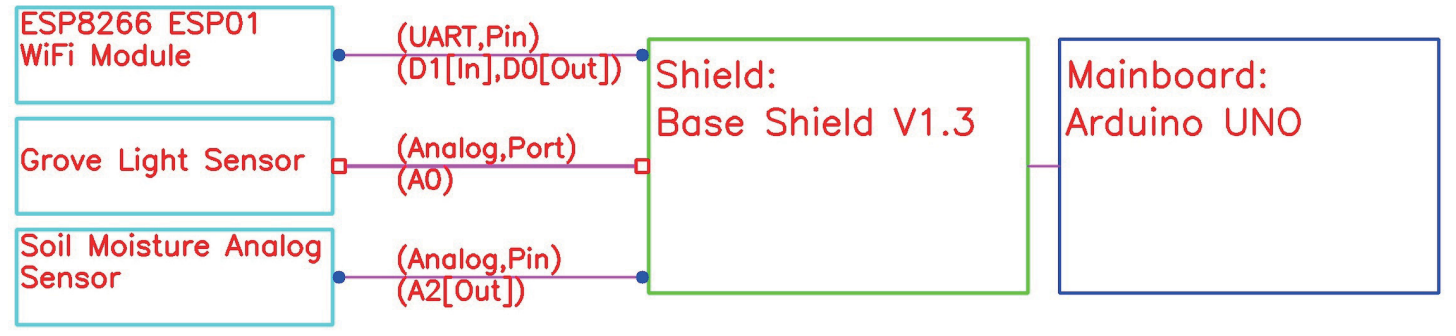 ESP8266 ESP01
WiFi Module
(UART,Pin)
(D1[In],D0[Out])
Grove Light Sensor
(Analog,Port)
(A0)
Soil Moisture Analog
Sensor
(Analog,Pin)
(A2[Out])
Shield:
Base Shield V1.3
Mainboard:
Arduino UNO